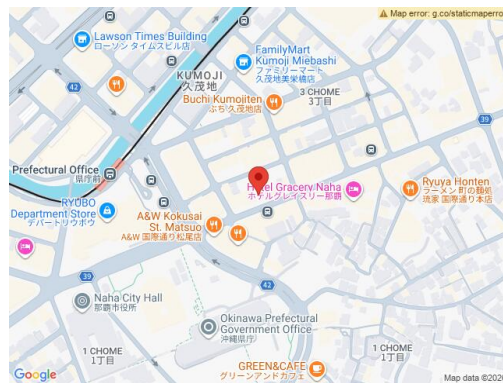 Map error: g.co/staticmaperro
Lawson Times Building
ローソン タイムスビル店
42
FamilyMart
Kumoji Miebashi
ファミリーマート
久茂地美栄橋店
KUMOJI
久茂地
Buchi Kumojiten
ぶち 久茂地店
3 CHOME
3丁目
39
Prefectural Office
県庁前
Hotel Gracery Naha
ホテルグレイスリー那覇
Ryuya Honten
ラーメン 町の麵処
琉家 国際通り本店
RYUBO
Department Store
デパートリウボウ
A&W Kokusai
St. Matsuo
A&W 国際通り松尾店
39
42
Naha City Hall
那覇市役所
Okinawa Prefectural
Government Office
沖縄県庁
1 CHOME
1丁目
GREEN&CAFE
グリーンアンドカフェ
1 CHOME
1丁目
Google
Map data ©202